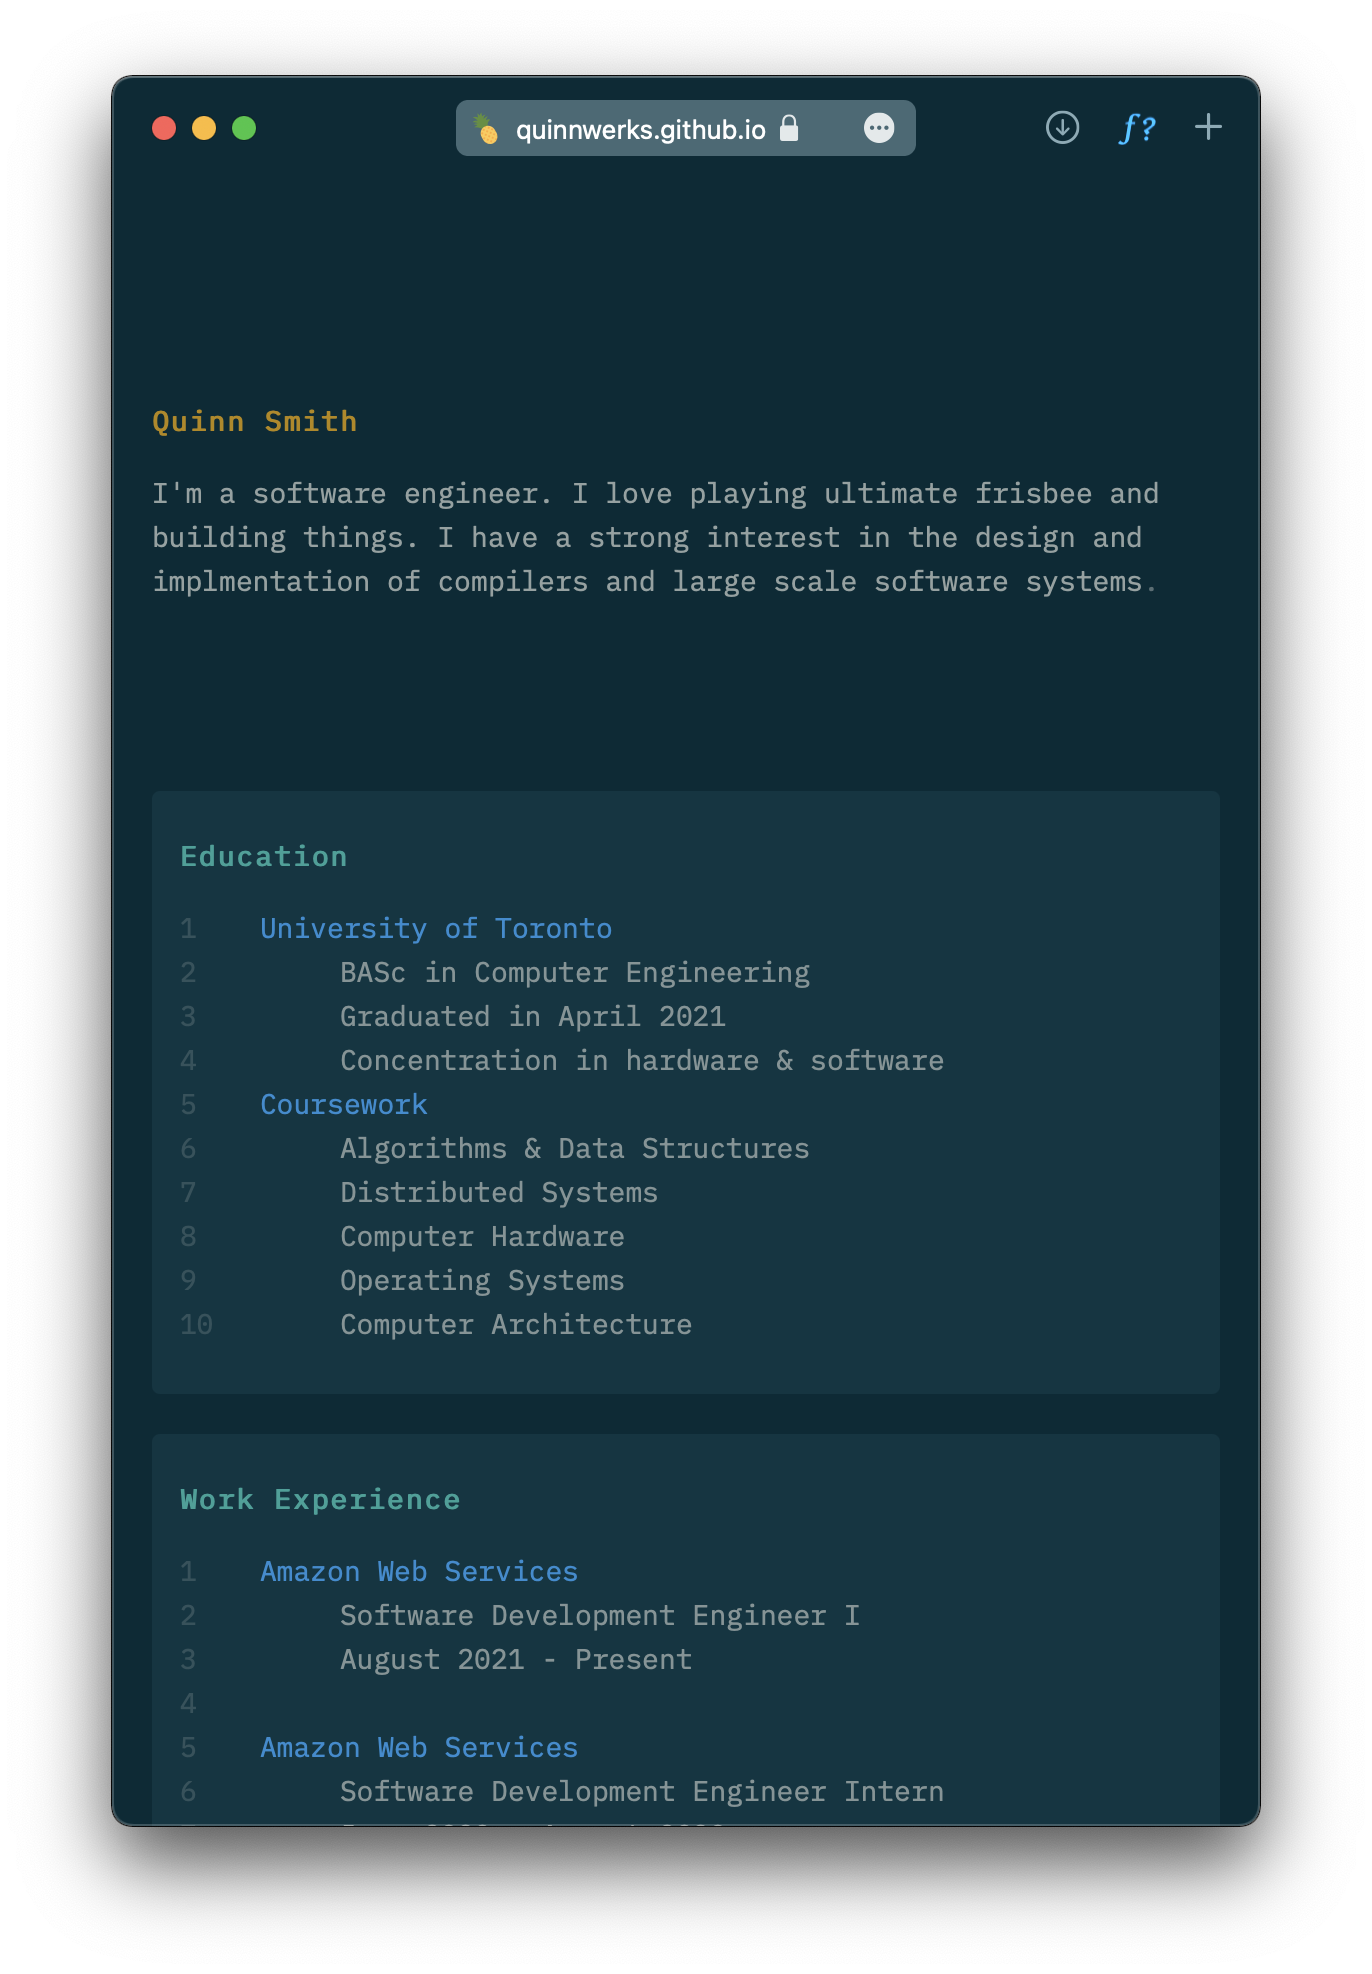 quinnwerks.github.io
f?
Quinn Smith
I'm a software engineer. I love playing ultimate frisbee and
building things. I have a strong interest in the design and
implmentation of compilers and large scale software systems.
Education
1 University of Toronto
2 BASc in Computer Engineering
3 Graduated in April 2021
4 Concentration in hardware & software
5 Coursework
6 Algorithms & Data Structures
7 Distributed Systems
8 Computer Hardware
9 Operating Systems
10 Computer Architecture
Work Experience
1 Amazon Web Services
2 Software Development Engineer I
3 August 2021 - Present
4
5 Amazon Web Services
6 Software Development Engineer Intern